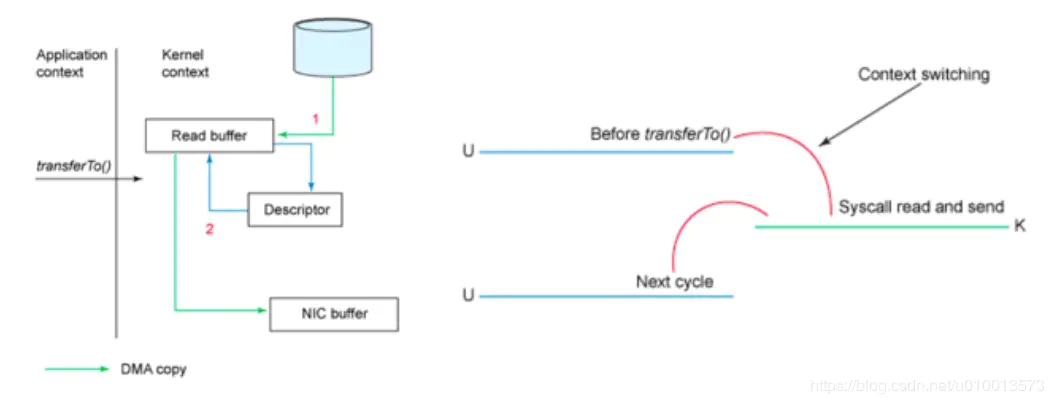 Application
context
Kernel
context
1
Read buffer
transferTo()
Descriptor
2
NIC buffer
DMA copy
Context switching
Before transferTo()
U
Syscall read and send
K
Next cycle
U
https://blog.csdn.net/u010013573